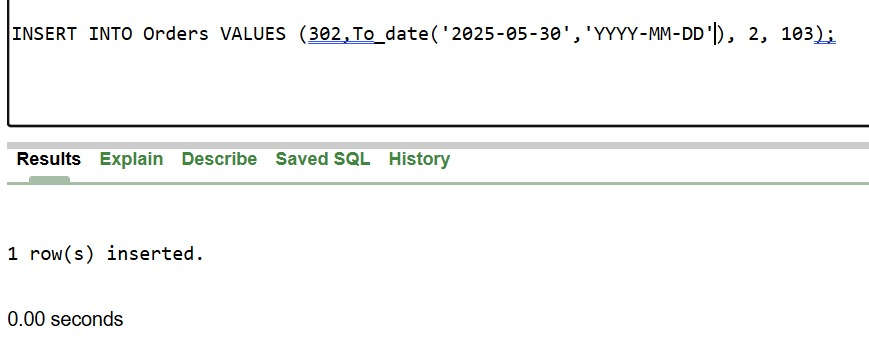 INSERT INTO Orders VALUES (302,To_date('2025-05-30','YYYY-MM-DD'), 2, 103);
Results Explain Describe Saved SQL History
1 row(s) inserted.
0.00 seconds